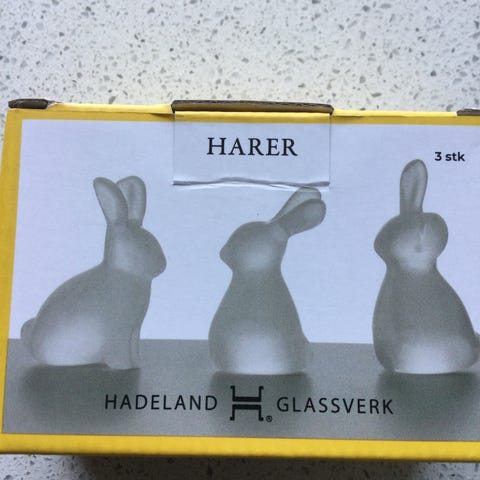 HARER
3 stk
HADELAND H® GLASSVERK